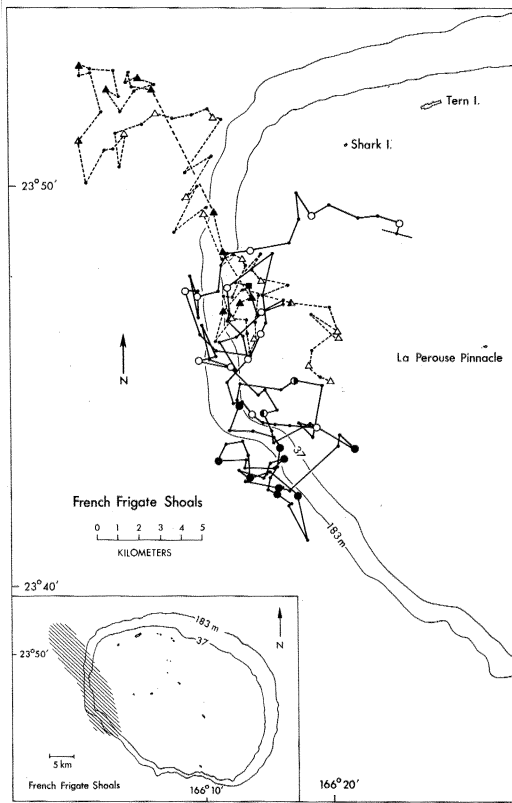 Tern I.
Shark I.
23°50'
La Perouse Pinnacle
N
37
French Frigate Shoals
0 1 2 3 4 5
KILOMETERS
183 m
23°40'
183 m
37
N
23°50'
5 km
French Frigate Shoals
166°10'
166°20'